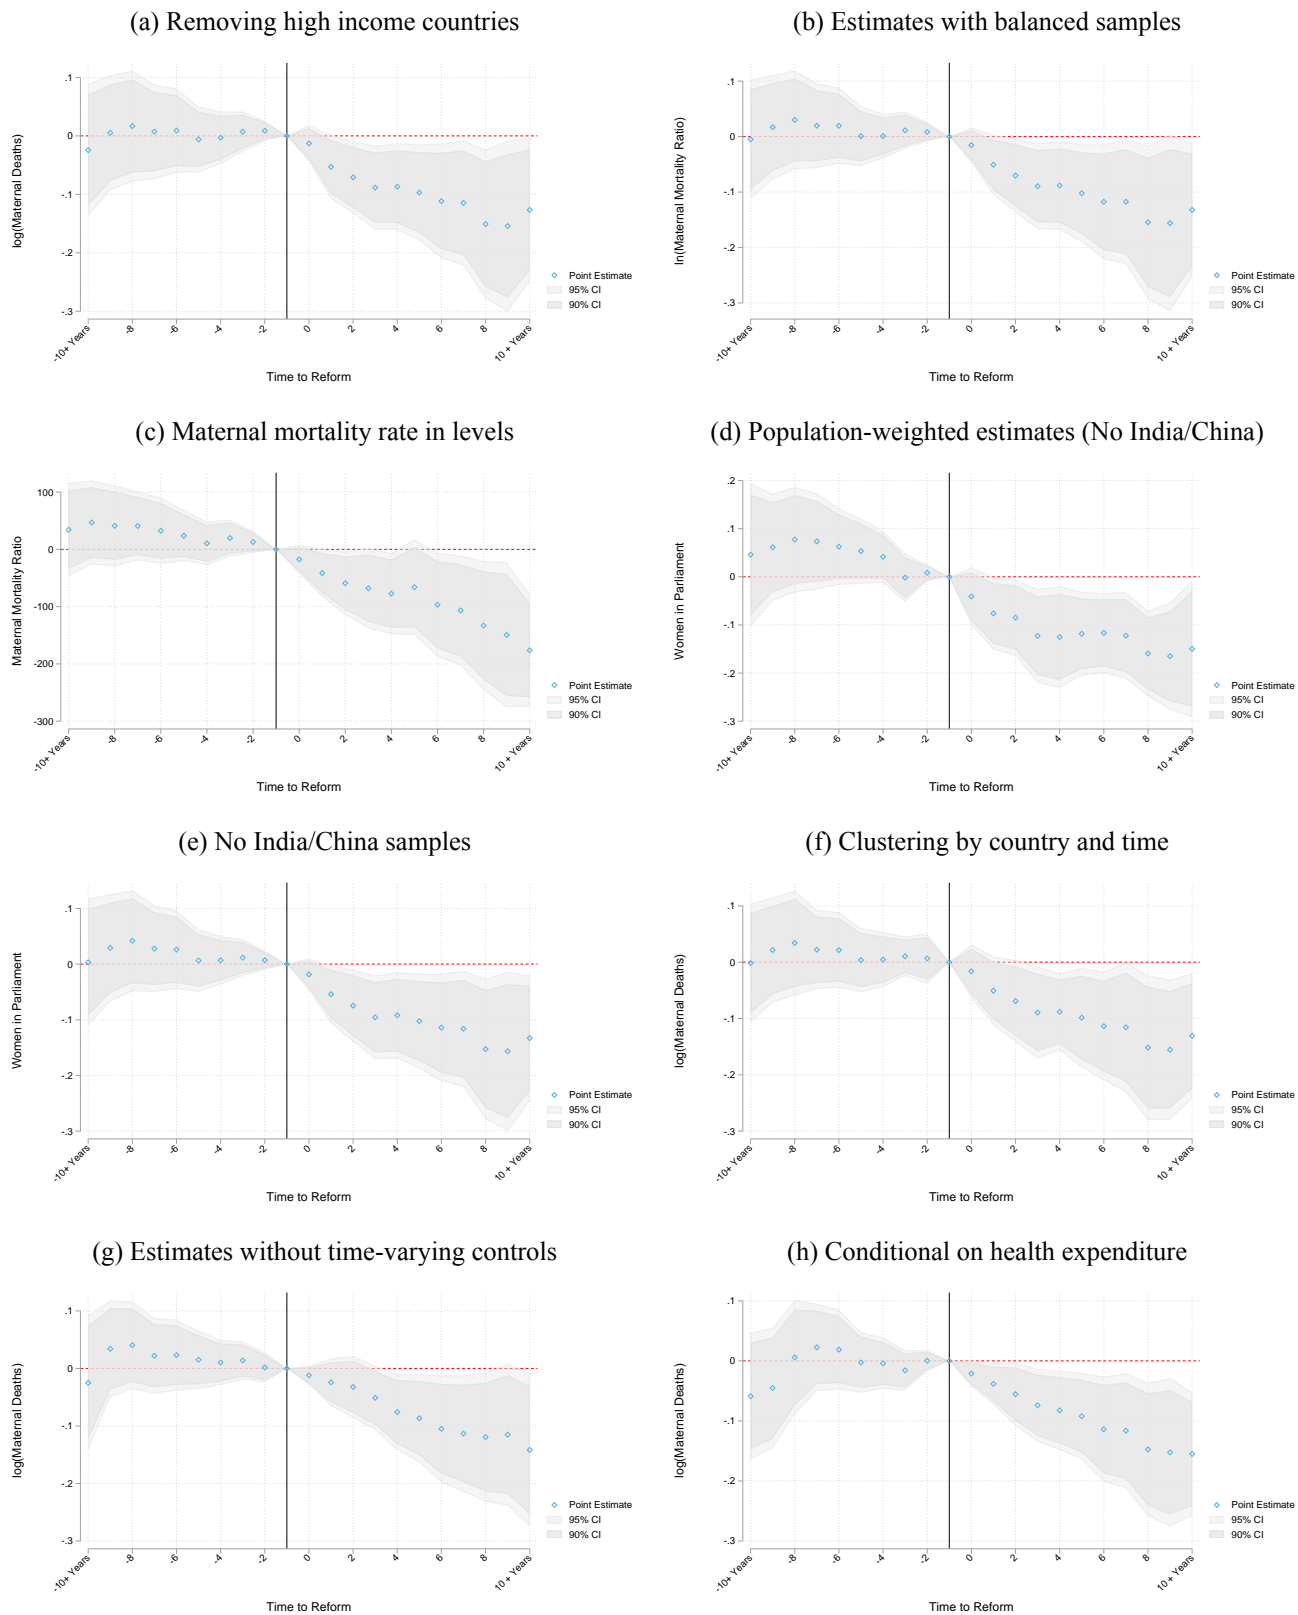 (a) Removing high income countries
.1
0
-.1
-.2
-.3
log(Maternal Deaths)
-10+ Years
-8
-6
-4
-2
0
2
4
6
8
10 + Years
Time to Reform
Point Estimate
95% CI
90% CI
(b) Estimates with balanced samples
.1
0
-.1
-.2
-.3
ln(Maternal Mortality Ratio)
-10+ Years
-8
-6
-4
-2
0
2
4
6
8
10 + Years
Time to Reform
Point Estimate
95% CI
90% CI
(c) Maternal mortality rate in levels
100
0
-100
-200
-300
Maternal Mortality Ratio
-10+ Years
-8
-6
-4
-2
0
2
4
6
8
10 + Years
Time to Reform
Point Estimate
95% CI
90% CI
(d) Population-weighted estimates (No India/China)
.2
.1
0
-.1
-.2
-.3
Women in Parliament
-10+ Years
-8
-6
-4
-2
0
2
4
6
8
10 + Years
Time to Reform
Point Estimate
95% CI
90% CI
(e) No India/China samples
.1
0
-.1
-.2
-.3
Women in Parliament
-10+ Years
-8
-6
-4
-2
0
2
4
6
8
10 + Years
Time to Reform
Point Estimate
95% CI
90% CI
(f) Clustering by country and time
.1
0
-.1
-.2
-.3
log(Maternal Deaths)
-10+ Years
-8
-6
-4
-2
0
2
4
6
8
10 + Years
Time to Reform
Point Estimate
95% CI
90% CI
(g) Estimates without time-varying controls
.1
0
-.1
-.2
-.3
log(Maternal Deaths)
-10+ Years
-8
-6
-4
-2
0
2
4
6
8
10 + Years
Time to Reform
Point Estimate
95% CI
90% CI
(h) Conditional on health expenditure
.1
0
-.1
-.2
-.3
log(Maternal Deaths)
-10+ Years
-8
-6
-4
-2
0
2
4
6
8
10 + Years
Time to Reform
Point Estimate
95% CI
90% CI